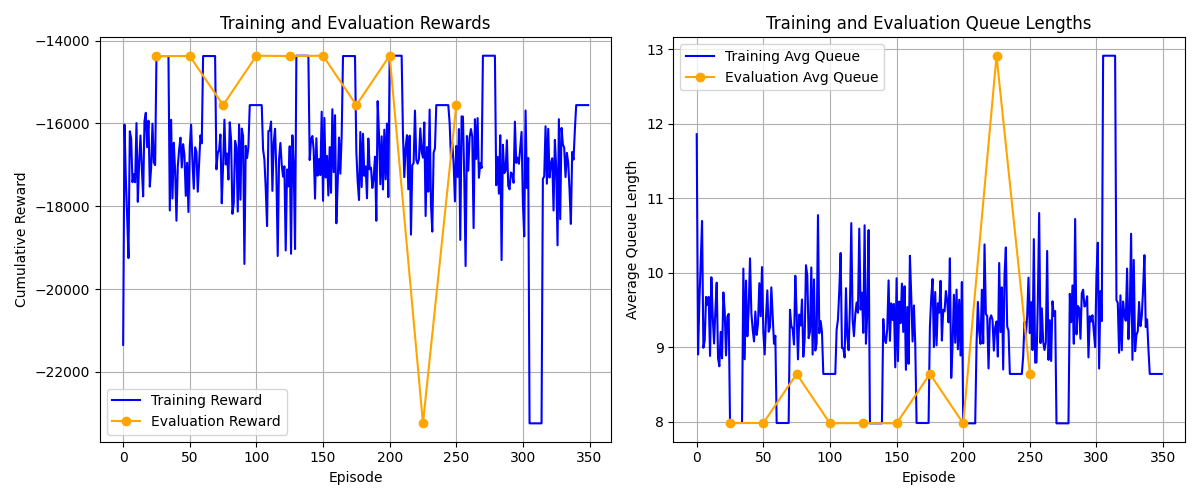 Training and Evaluation Rewards
−14000
−16000
−18000
−20000
−22000
Cumulative Reward
Training Reward
Evaluation Reward
0
50
100
150
200
250
300
350
Episode
Training and Evaluation Queue Lengths
13
12
11
10
9
8
Average Queue Length
Training Avg Queue
Evaluation Avg Queue
0
50
100
150
200
250
300
350
Episode